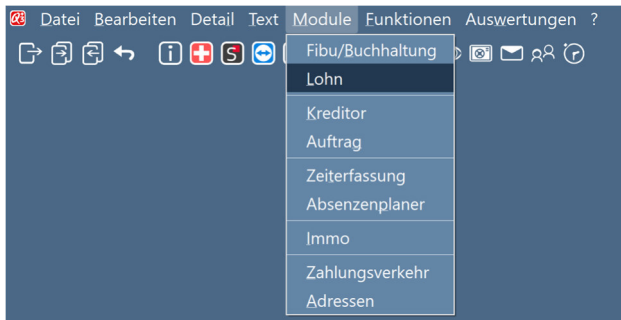 Datei Bearbeiten Detail Text Module Funktionen Auswertungen ?
Fibu/Buchhaltung
Lohn
Kreditor
Auftrag
Zeiterfassung
Absenzenplaner
Immo
Zahlungsverkehr
Adressen